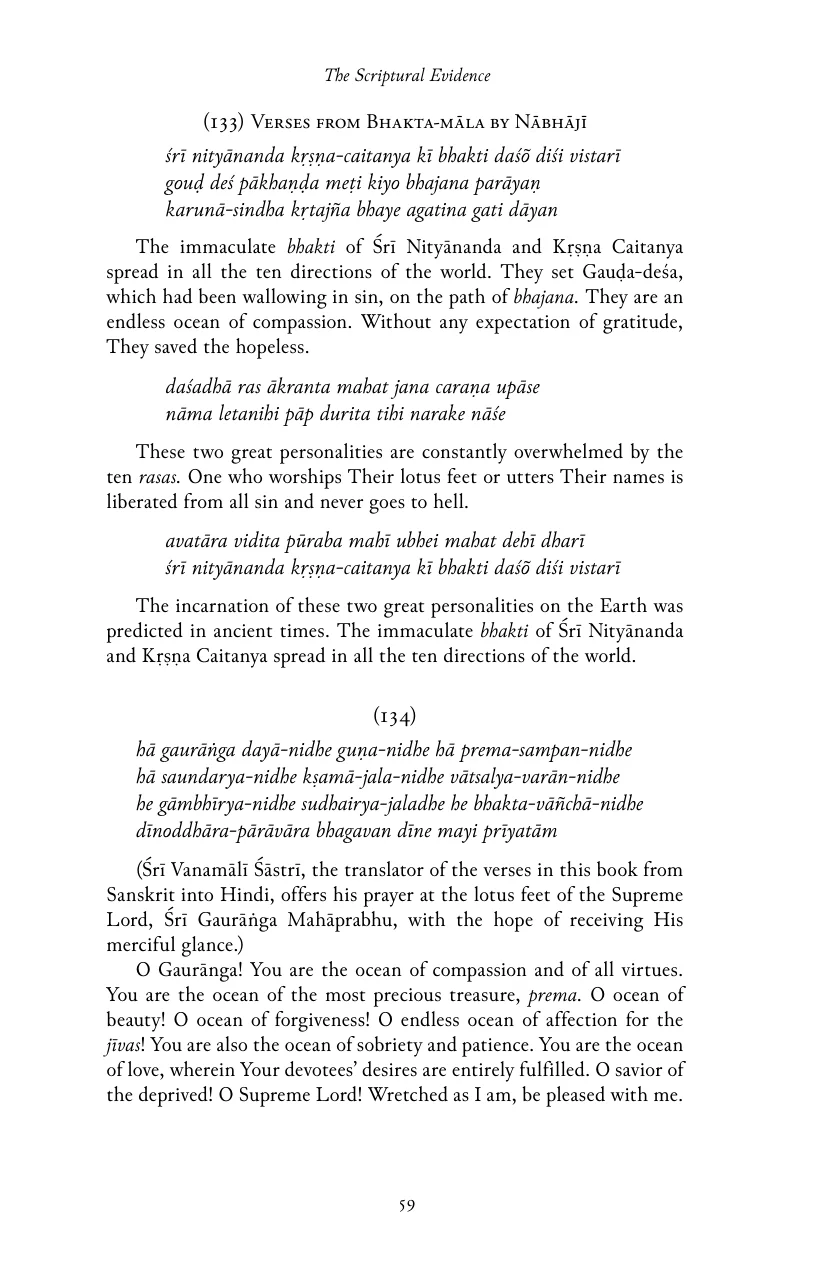 The Scriptural Evidence
(133) Verses from Bhakta-māla by Nābhājī
śrī nityānanda kṛṣṇa-caitanya kī bhakti daśõ diśi vistarī
gouḍ deś pākhaṇḍa meṭi kiyo bhajana parāyaṇ
karunā-sindha kṛtajña bhaye agatina gati dāyan
The immaculate bhakti of Śrī Nityānanda and Kṛṣṇa Caitanya
spread in all the ten directions of the world. They set Gauḍa-deśa,
which had been wallowing in sin, on the path of bhajana. They are an
endless ocean of compassion. Without any expectation of gratitude,
They saved the hopeless.
daśadhā ras ākranta mahat jana caraṇa upāse
nāma letanihi pāp durita tihi narake nāśe
These two great personalities are constantly overwhelmed by the
ten rasas. One who worships Their lotus feet or utters Their names is
liberated from all sin and never goes to hell.
avatāra vidita pūraba mahī ubhei mahat dehī dharī
śrī nityānanda kṛṣṇa-caitanya kī bhakti daśõ diśi vistarī
The incarnation of these two great personalities on the Earth was
predicted in ancient times. The immaculate bhakti of Śrī Nityānanda
and Kṛṣṇa Caitanya spread in all the ten directions of the world.
(134)
hā gaurāṅga dayā-nidhe guṇa-nidhe hā prema-sampan-nidhe
hā saundarya-nidhe kṣamā-jala-nidhe vātsalya-varān-nidhe
he gāmbhīrya-nidhe sudhairya-jaladhe he bhakta-vāñchā-nidhe
dīnoddhāra-pārāvāra bhagavan dīne mayi prīyatām
(Śrī Vanamālī Śāstrī, the translator of the verses in this book from
Sanskrit into Hindi, offers his prayer at the lotus feet of the Supreme
Lord, Śrī Gaurāṅga Mahāprabhu, with the hope of receiving His
merciful glance.)
O Gaurānga! You are the ocean of compassion and of all virtues.
You are the ocean of the most precious treasure, prema. O ocean of
beauty! O ocean of forgiveness! O endless ocean of affection for the
jīvas! You are also the ocean of sobriety and patience. You are the ocean
of love, wherein Your devotees’ desires are entirely fulfilled. O savior of
the deprived! O Supreme Lord! Wretched as I am, be pleased with me.
59